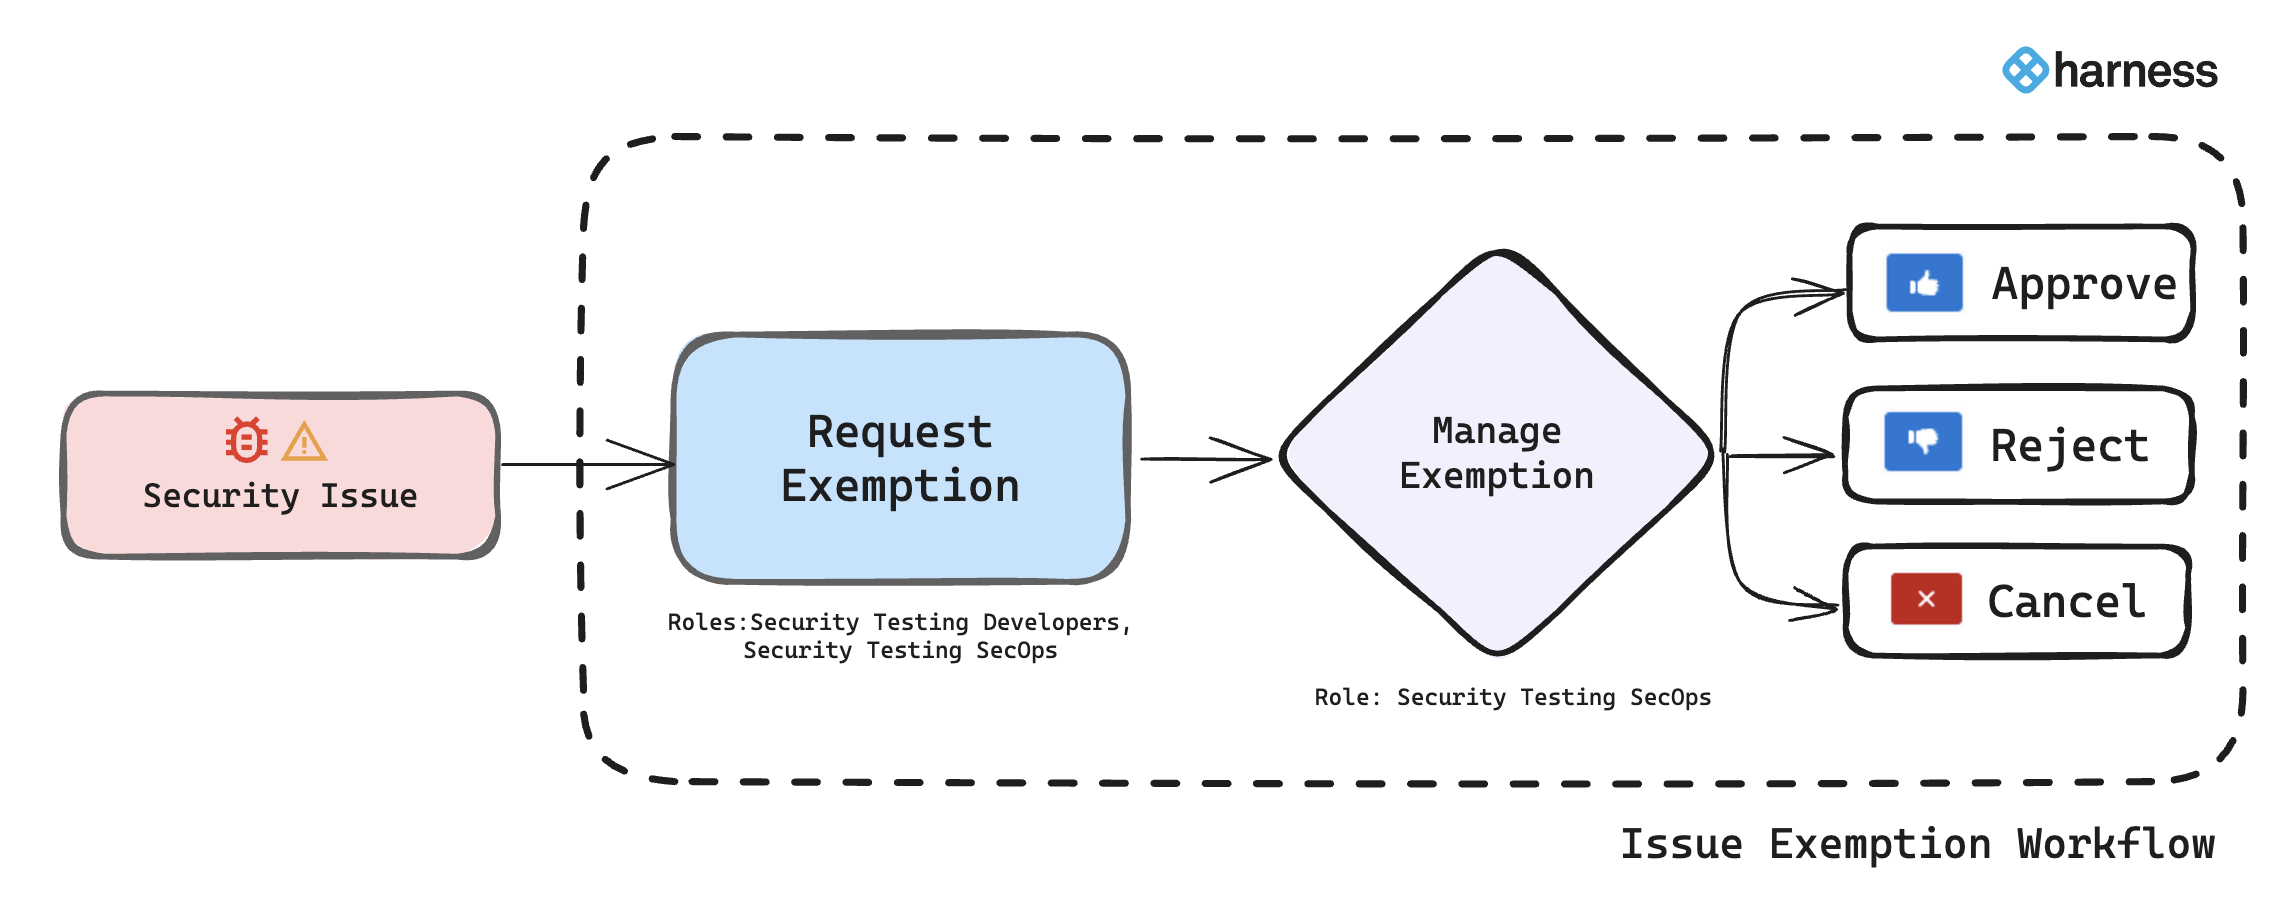 harness
Security Issue
Request
Exemption
Roles:Security Testing Developers,
Security Testing SecOps
Manage
Exemption
Role: Security Testing SecOps
Approve
Reject
Cancel
Issue Exemption Workflow